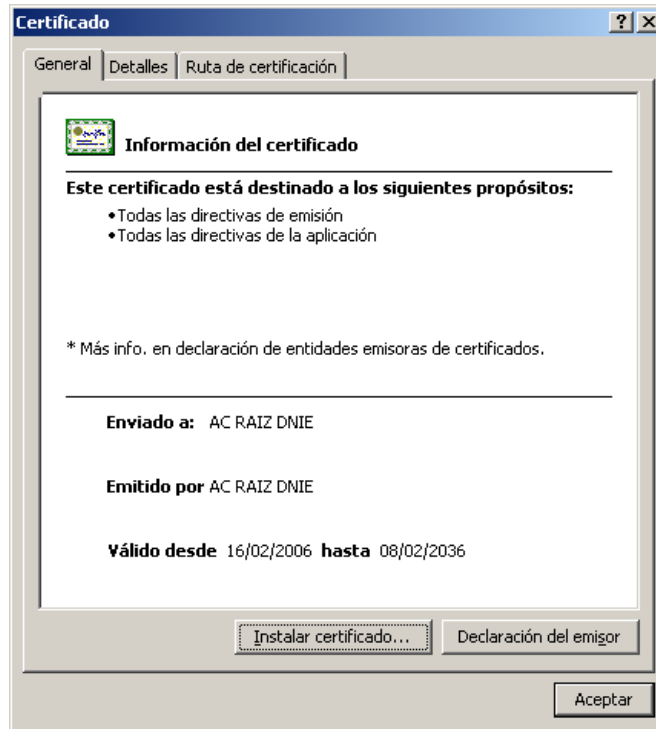 Certificado
General Detalles Ruta de certificación
Información del certificado
Este certificado está destinado a los siguientes propósitos:
•Todas las directivas de emisión
•Todas las directivas de la aplicación
* Más info. en declaración de entidades emisoras de certificados.
Enviado a: AC RAIZ DNIE
Emitido por AC RAIZ DNIE
Válido desde 16/02/2006 hasta 08/02/2036
Instalar certificado... Declaración del emisor
Aceptar